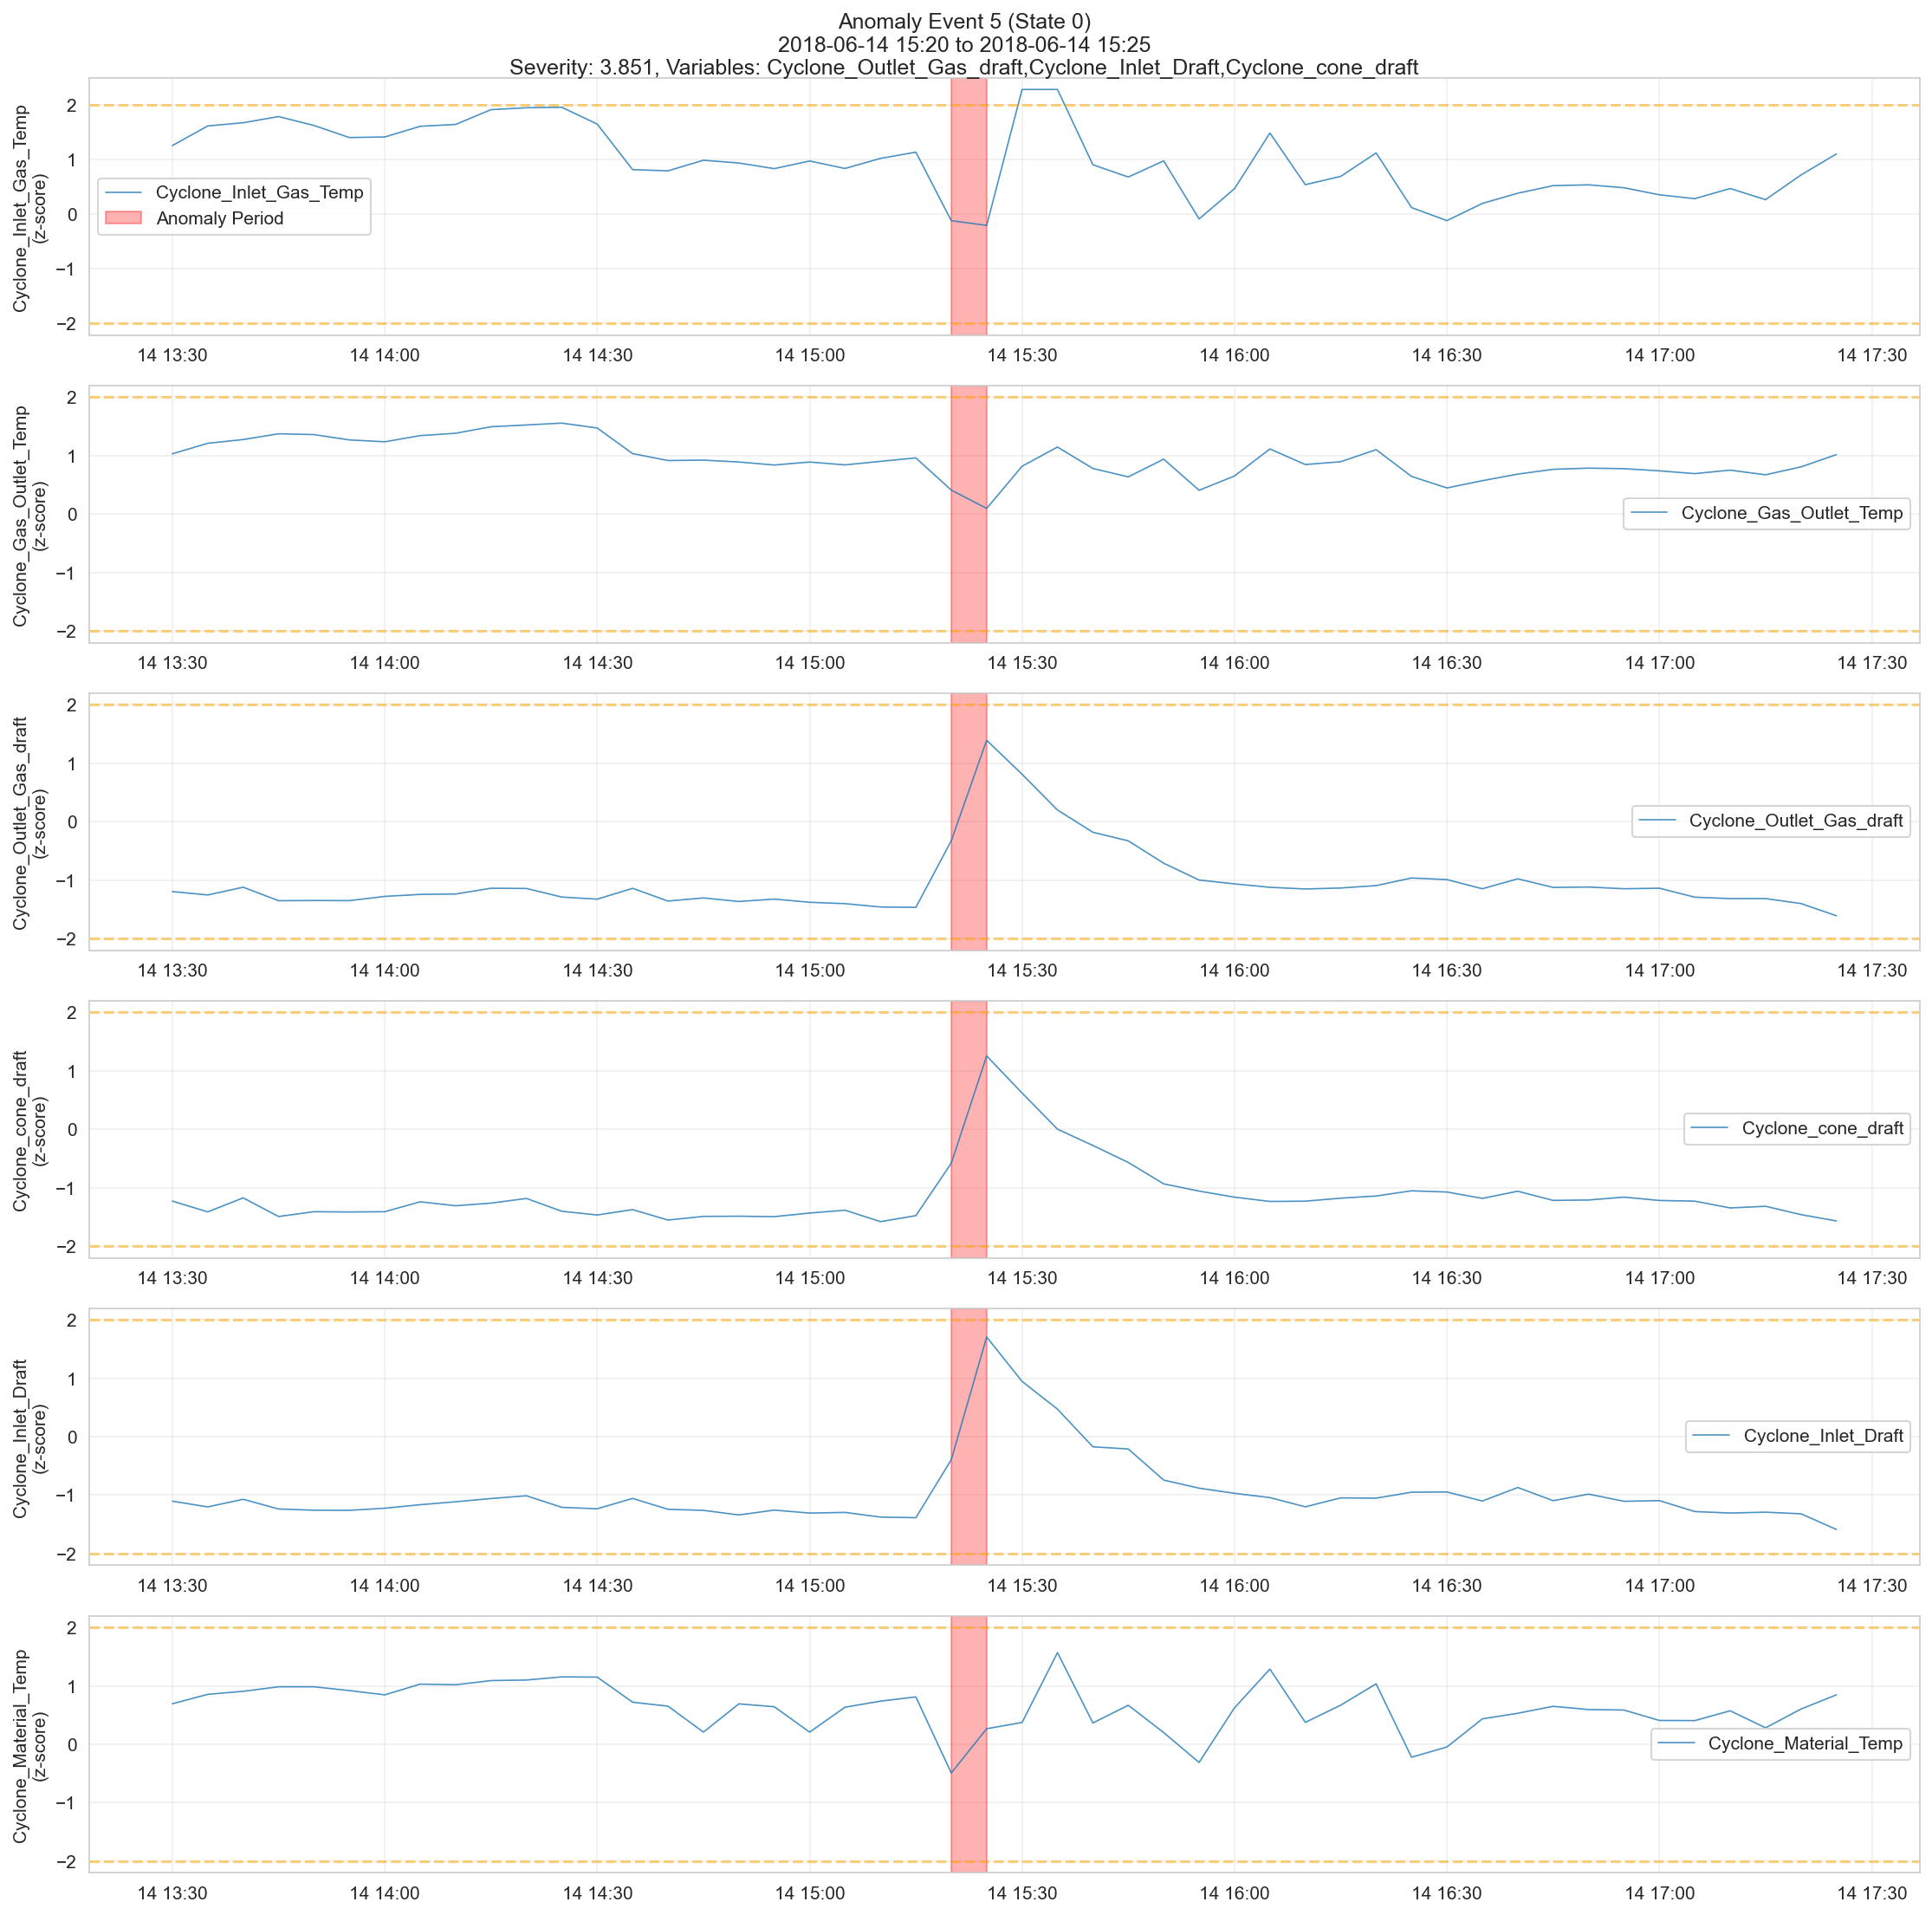 Anomaly Event 5 (State 0)
2018-06-14 15:20 to 2018-06-14 15:25
Severity: 3.851, Variables: Cyclone_Outlet_Gas_draft,Cyclone_Inlet_Draft,Cyclone_cone_draft
Cyclone_Inlet_Gas_Temp
(z-score)
2
1
0
−1
−2
Cyclone_Inlet_Gas_Temp
Anomaly Period
14 13:30 14 14:00 14 14:30 14 15:00 14 15:30 14 16:00 14 16:30 14 17:00 14 17:30
Cyclone_Gas_Outlet_Temp
(z-score)
2
1
0
−1
−2
Cyclone_Gas_Outlet_Temp
14 13:30 14 14:00 14 14:30 14 15:00 14 15:30 14 16:00 14 16:30 14 17:00 14 17:30
Cyclone_Outlet_Gas_draft
(z-score)
2
1
0
−1
−2
Cyclone_Outlet_Gas_draft
14 13:30 14 14:00 14 14:30 14 15:00 14 15:30 14 16:00 14 16:30 14 17:00 14 17:30
Cyclone_cone_draft
(z-score)
2
1
0
−1
−2
Cyclone_cone_draft
14 13:30 14 14:00 14 14:30 14 15:00 14 15:30 14 16:00 14 16:30 14 17:00 14 17:30
Cyclone_Inlet_Draft
(z-score)
2
1
0
−1
−2
Cyclone_Inlet_Draft
14 13:30 14 14:00 14 14:30 14 15:00 14 15:30 14 16:00 14 16:30 14 17:00 14 17:30
Cyclone_Material_Temp
(z-score)
2
1
0
−1
−2
Cyclone_Material_Temp
14 13:30 14 14:00 14 14:30 14 15:00 14 15:30 14 16:00 14 16:30 14 17:00 14 17:30